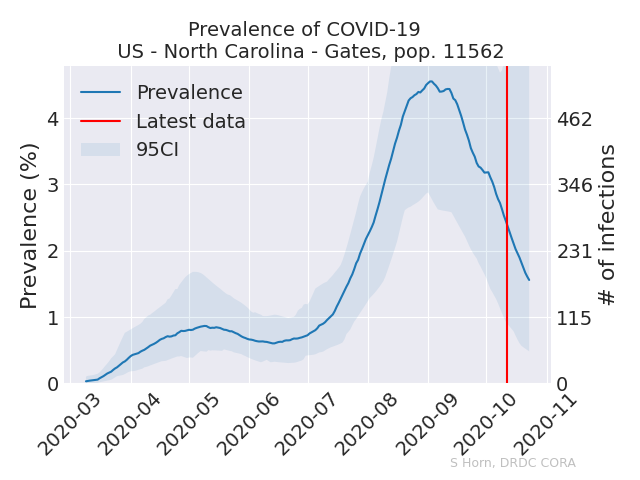 Prevalence of COVID-19
US - North Carolina - Gates, pop. 11562
Prevalence
Latest data
95CI
Prevalence (%)
4
3
2
1
0
462
346
231
115
0
# of infections
2020-03
2020-04
2020-05
2020-06
2020-07
2020-08
2020-09
2020-10
2020-11
S Horn, DRDC CORA